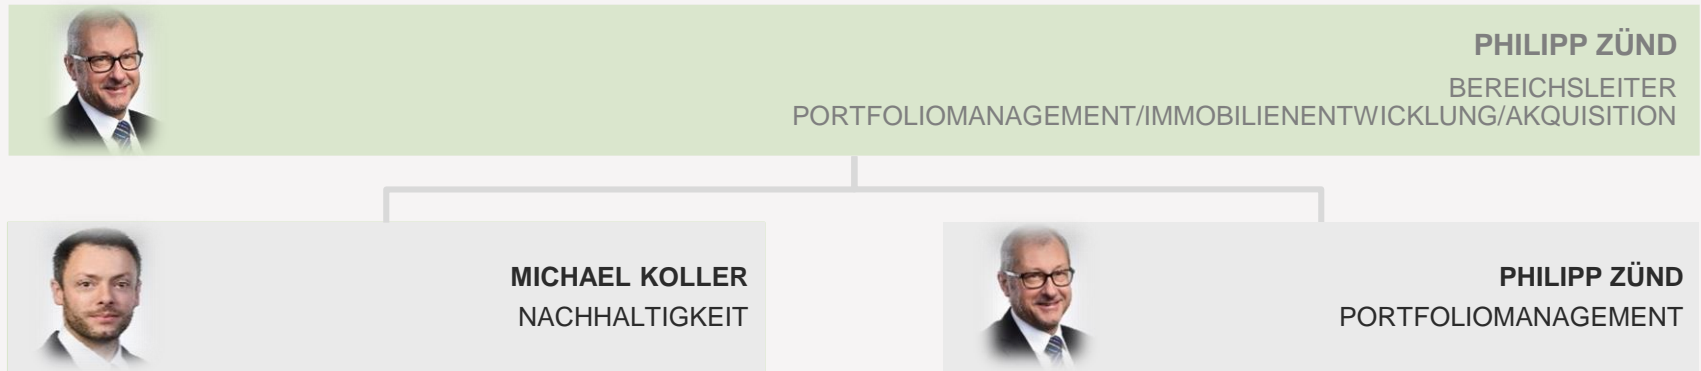 PHILIPP ZÜND
BEREICHSLEITER
PORTFOLIOMANAGEMENT/IMMOBILIENENTWICKLUNG/AKQUISITION
MICHAEL KOLLER
NACHHALTIGKEIT
PHILIPP ZÜND
PORTFOLIOMANAGEMENT